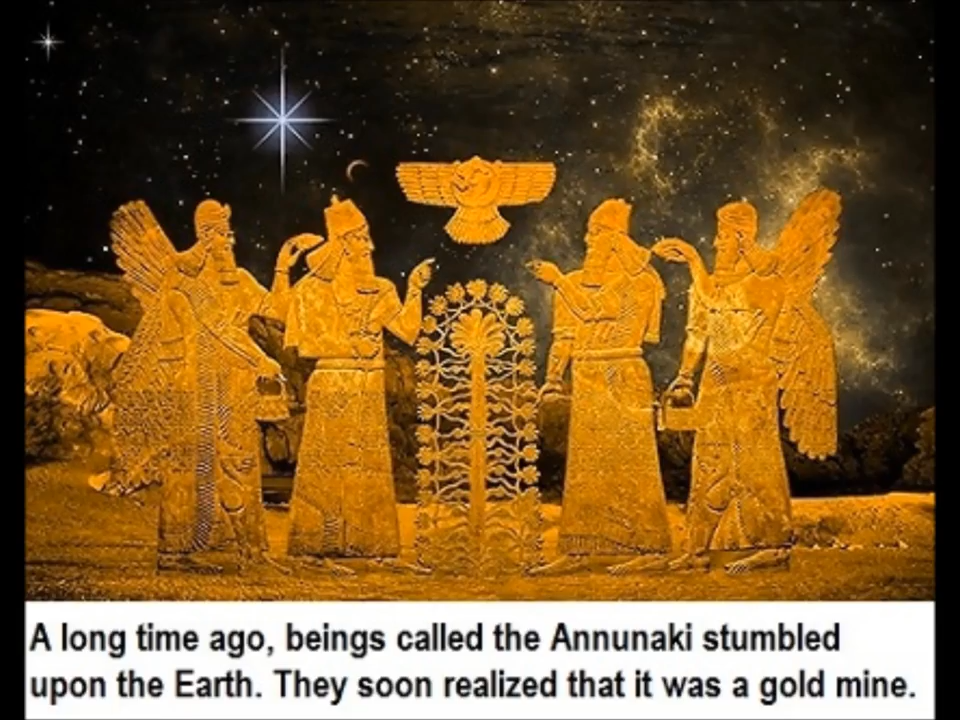 A long time ago, beings called the Annunaki stumbled
upon the Earth. They soon realized that it was a gold mine.